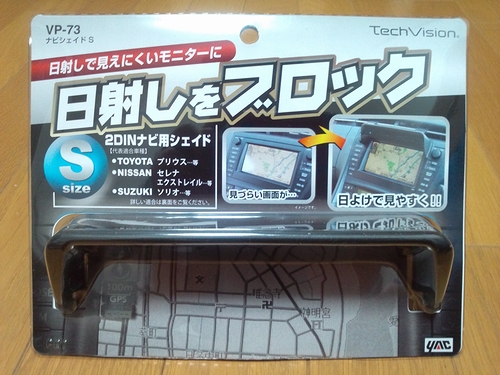 VP-73
ナビシェイド S
TechVision
日射しで見えにくいモニターに
日射しをブロック
S
size
2DINナビ用シェイド
【代表適合車種】
●TOYOTA プリウス…等
●NISSAN セレナ
エクストレイル…等
●SUZUKI ソリオ…等
詳しい適合は裏面をご覧ください。
見づらい画面が…
日よけで見やすく!!
100m
GPS
神明宮
YAC